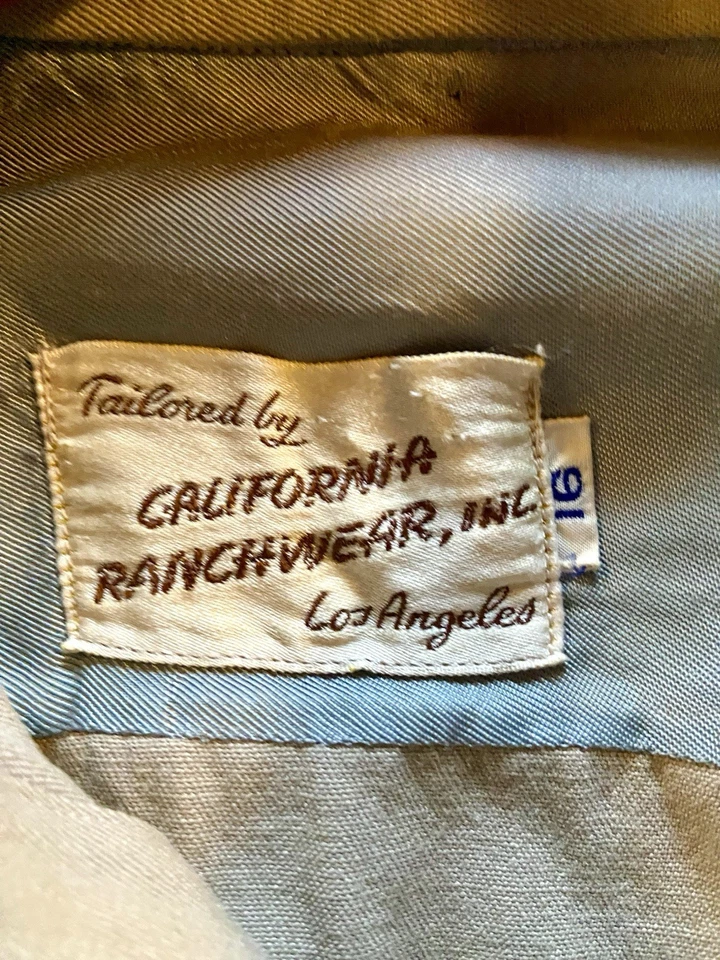 Tailored by
CALIFORNIA
RANCHWEAR, INC
Los Angeles
16